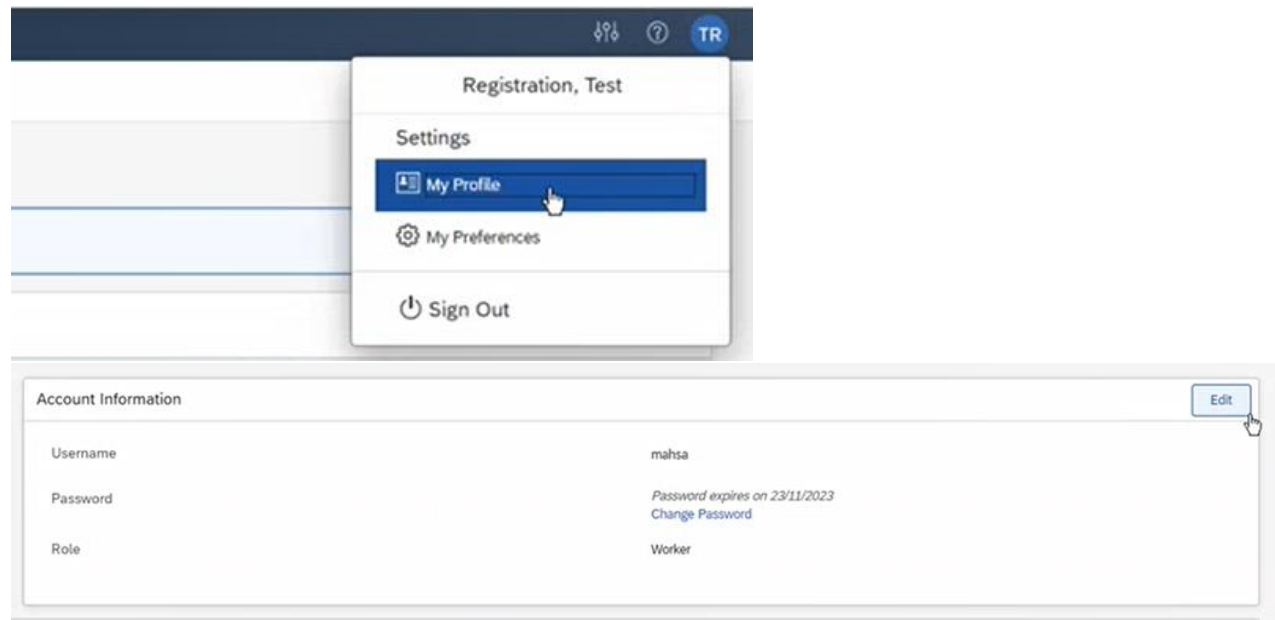 TR
Registration, Test
Settings
My Profile
My Preferences
Sign Out
Account Information
Edit
Username
mahsa
Password
Password expires on 23/11/2023
Change Password
Role
Worker